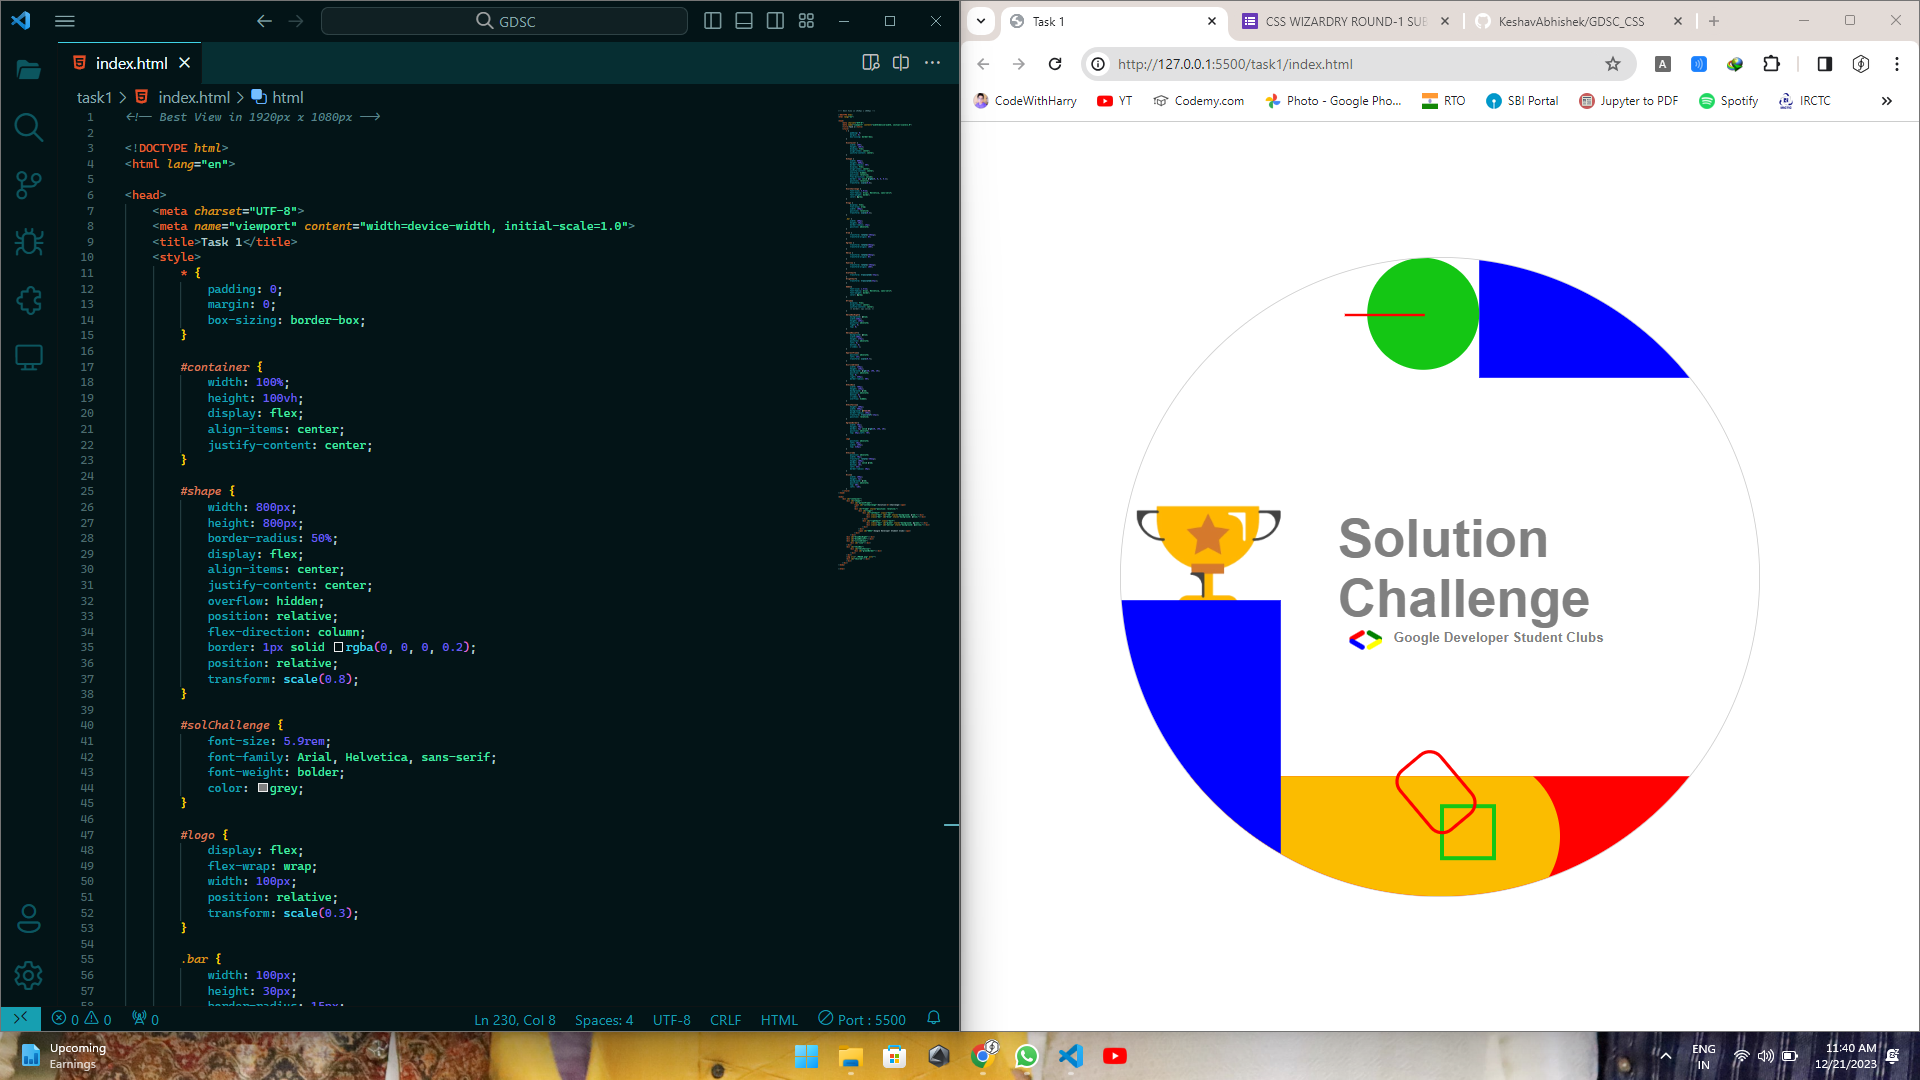 GDSC
index.html
task1 > index.html > html
1 <!-- Best View in 1920px x 1080px -->
2
3 <!DOCTYPE html>
4 <html lang="en">
5
6 <head>
7 <meta charset="UTF-8">
8 <meta name="viewport" content="width=device-width, initial-scale=1.0">
9 <title>Task 1</title>
10 <style>
11 * {
12 padding: 0;
13 margin: 0;
14 box-sizing: border-box;
15 }
16
17 #container {
18 width: 100%;
19 height: 100vh;
20 display: flex;
21 align-items: center;
22 justify-content: center;
23 }
24
25 #shape {
26 width: 800px;
27 height: 800px;
28 border-radius: 50%;
29 display: flex;
30 align-items: center;
31 justify-content: center;
32 overflow: hidden;
33 position: relative;
34 flex-direction: column;
35 border: 1px solid rgba(0, 0, 0, 0.2);
36 position: relative;
37 transform: scale(0.8);
38 }
39
40 #solChallenge {
41 font-size: 5.9rem;
42 font-family: Arial, Helvetica, sans-serif;
43 font-weight: bolder;
44 color: grey;
45 }
46
47 #logo {
48 display: flex;
49 flex-wrap: wrap;
50 width: 100px;
51 position: relative;
52 transform: scale(0.3);
53 }
54
55 .bar {
56 width: 100px;
57 height: 30px;
58 border-radius: 15px;
0 0 0
Ln 230, Col 8 Spaces: 4 UTF-8 CRLF HTML Port : 5500
Task 1
CSS WIZARDRY ROUND-1 SUB
KeshavAbhishek/GDSC_CSS
http://127.0.0.1:5500/task1/index.html
A
CodeWithHarry YT Codemy.com Photo - Google Pho... RTO SBI Portal Jupyter to PDF Spotify IRCTC
Solution
Challenge
Google Developer Student Clubs
Upcoming
Earnings
ENG
IN
11:40 AM
12/21/2023